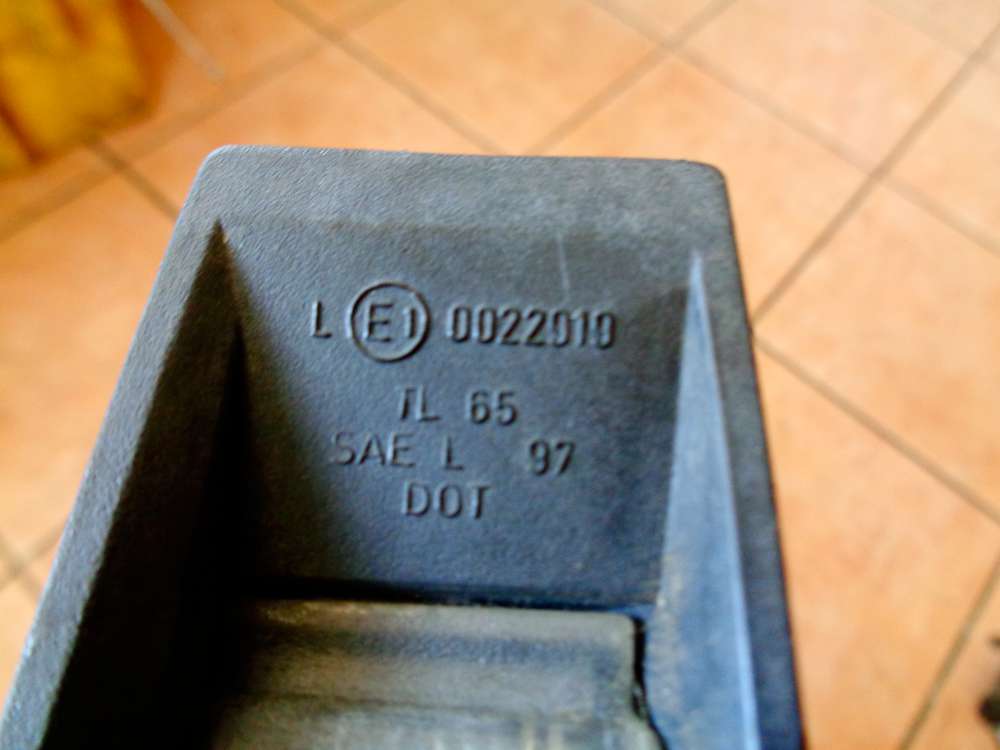 L E1 0022010
TL 65
SAE L 97
DOT